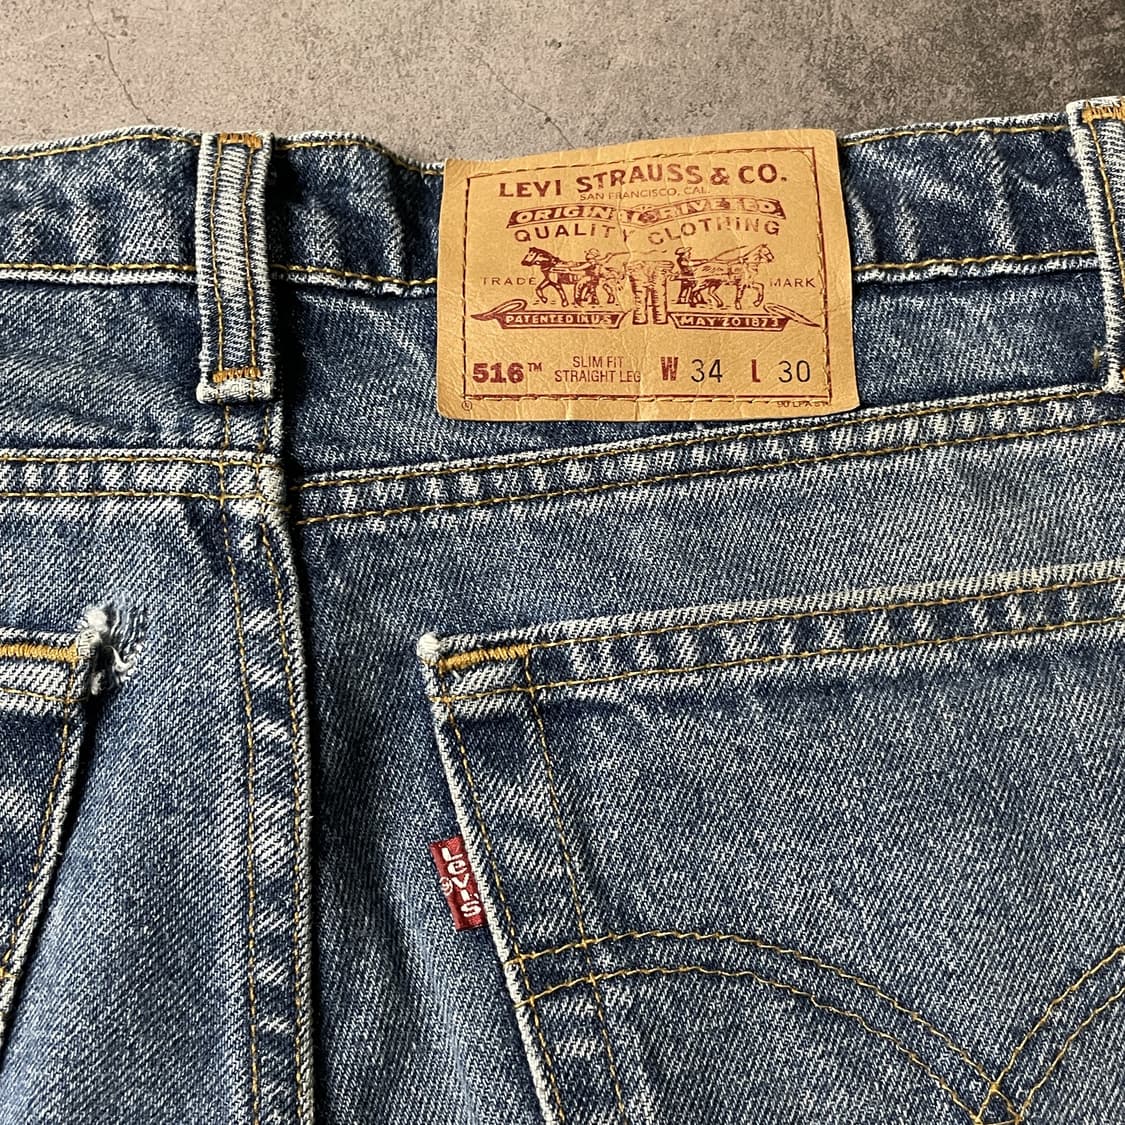 LEVI STRAUSS & CO.
SAN FRANCISCO, CAL.
ORIGINAL RIVETED
QUALITY CLOTHING
TRADE MARK
PATENTED IN U.S. MAY 20 1873
516™ SLIM FIT STRAIGHT LEG W 34 L 30
®
LEVI'S
®